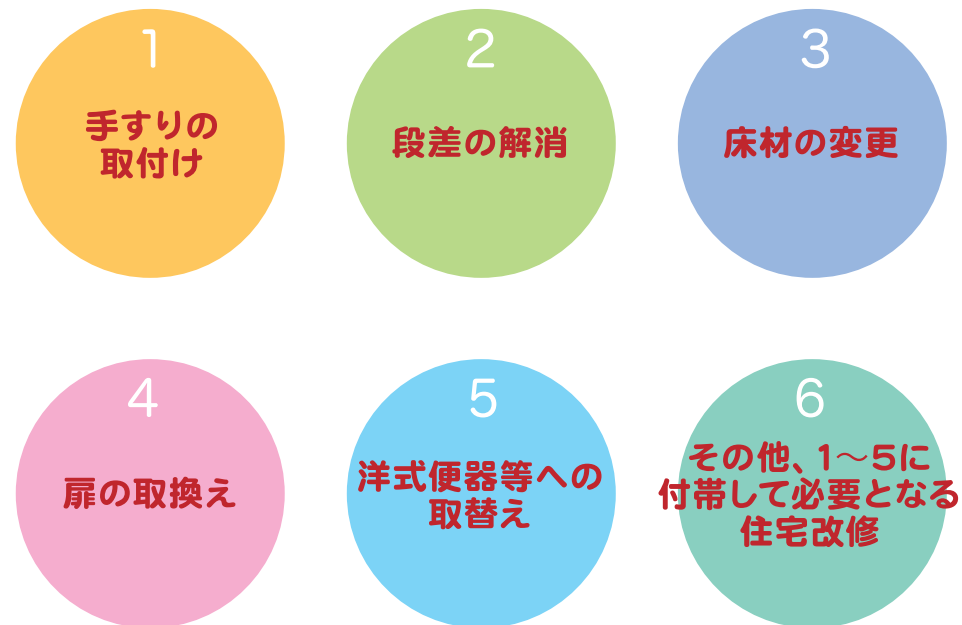 1
手すりの
取付け
2
段差の解消
3
床材の変更
4
扉の取換え
5
洋式便器等への
取替え
6
その他、1〜5に
付帯して必要となる
住宅改修